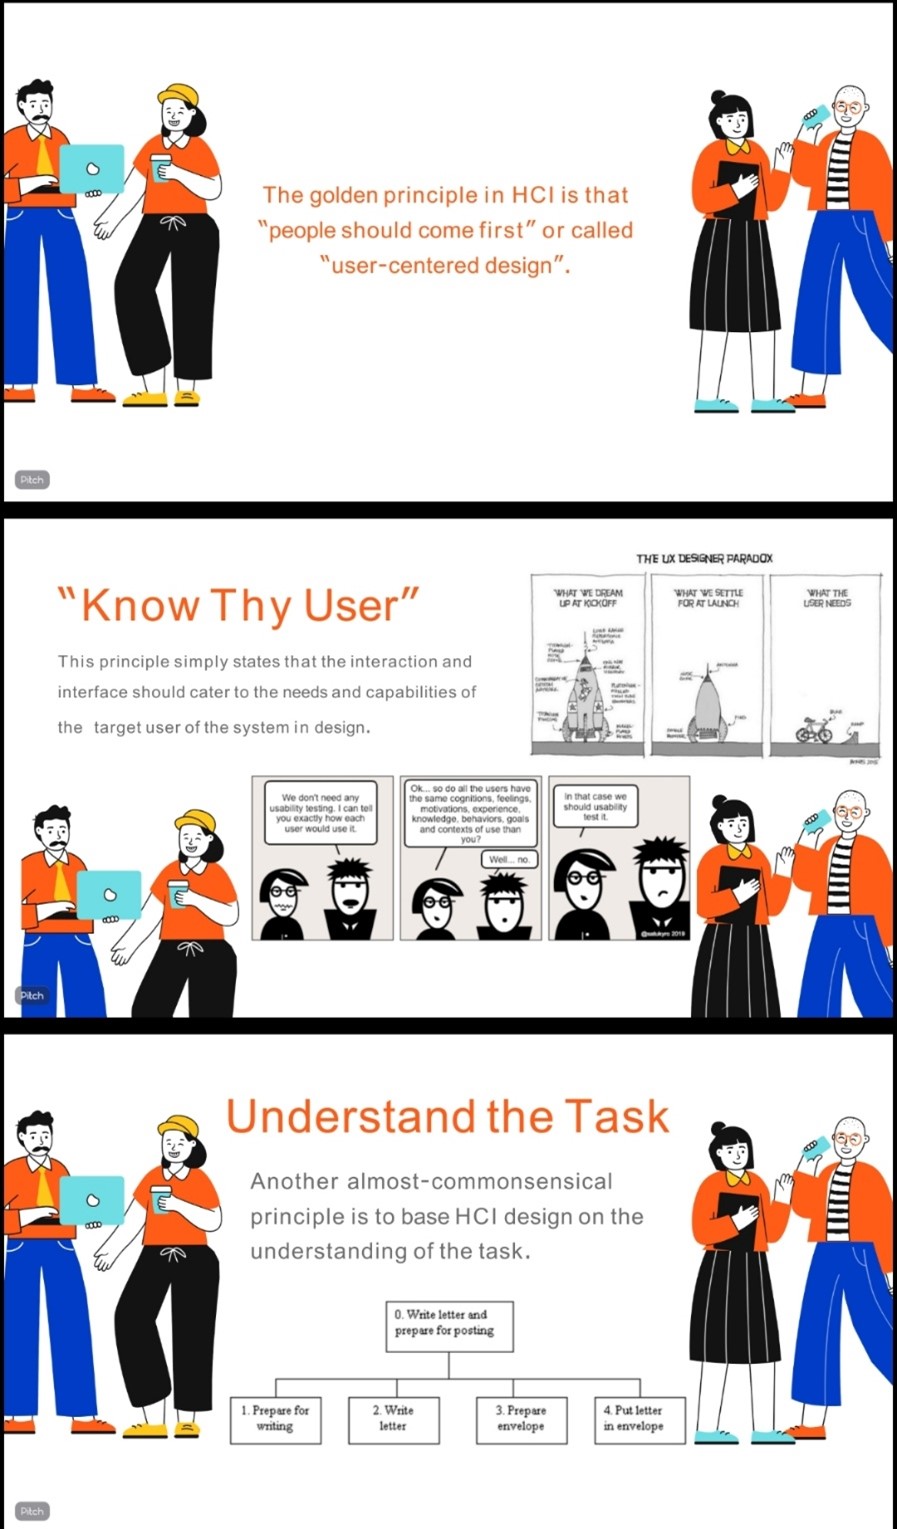 The golden principle in HCI is that
“people should come first” or called
“user-centered design”.
Pitch
“Know Thy User”
This principle simply states that the interaction and
interface should cater to the needs and capabilities of
the target user of the system in design.
THE UX DESIGNER PARADOX
WHAT WE DREAM
UP AT KICKOFF
WHAT WE SETTLE
FOR AT LAUNCH
WHAT THE
USER NEEDS
We don't need any
usability testing. I can tell
you exactly how each
user would use it.
Ok... so do all the users have
the same cognitions, feelings,
motivations, experience,
knowledge, behaviors, goals
and contexts of use than
you?
Well... no.
In that case we
should usability
test it.
Pitch
Understand the Task
Another almost-commonsensical
principle is to base HCI design on the
understanding of the task.
0. Write letter and
prepare for posting
1. Prepare for
writing
2. Write
letter
3. Prepare
envelope
4. Put letter
in envelope
Pitch